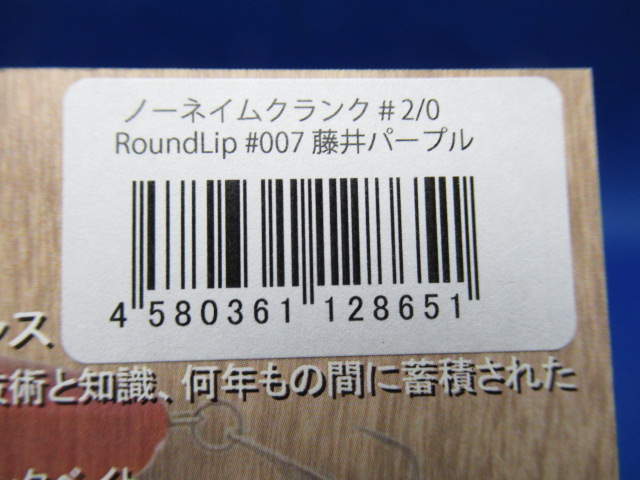 ノーネイムクランク＃2/0
RoundLip #007 藤井パープル
4 580361 128651
ス
技術と知識、何年もの間に蓄積された